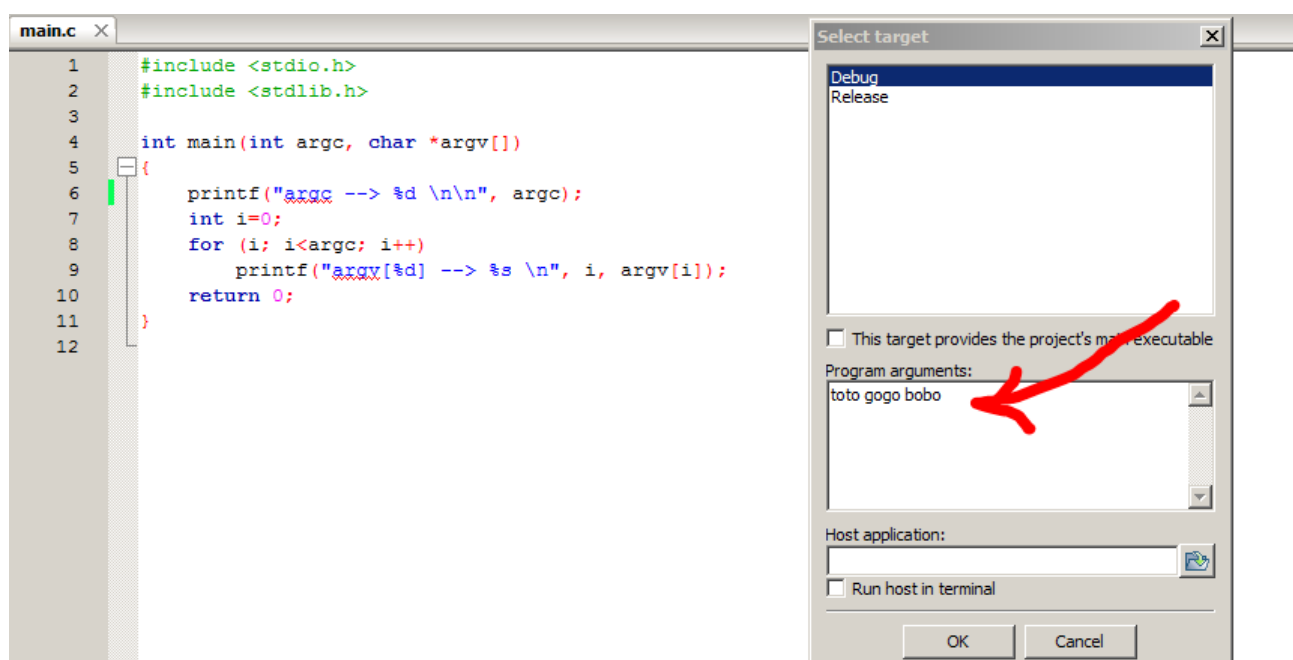 main.c
Select target
1 #include <stdio.h>
2 #include <stdlib.h>
3
4 int main(int argc, char *argv[])
5 {
6 printf("argc --> %d \n\n", argc);
7 int i=0;
8 for (i; i<argc; i++)
9 printf("argv[%d] --> %s \n", i, argv[i]);
10 return 0;
11 }
12
Debug
Release
This target provides the project's main executable
Program arguments:
toto gogo bobo
Host application:
Run host in terminal
OK Cancel